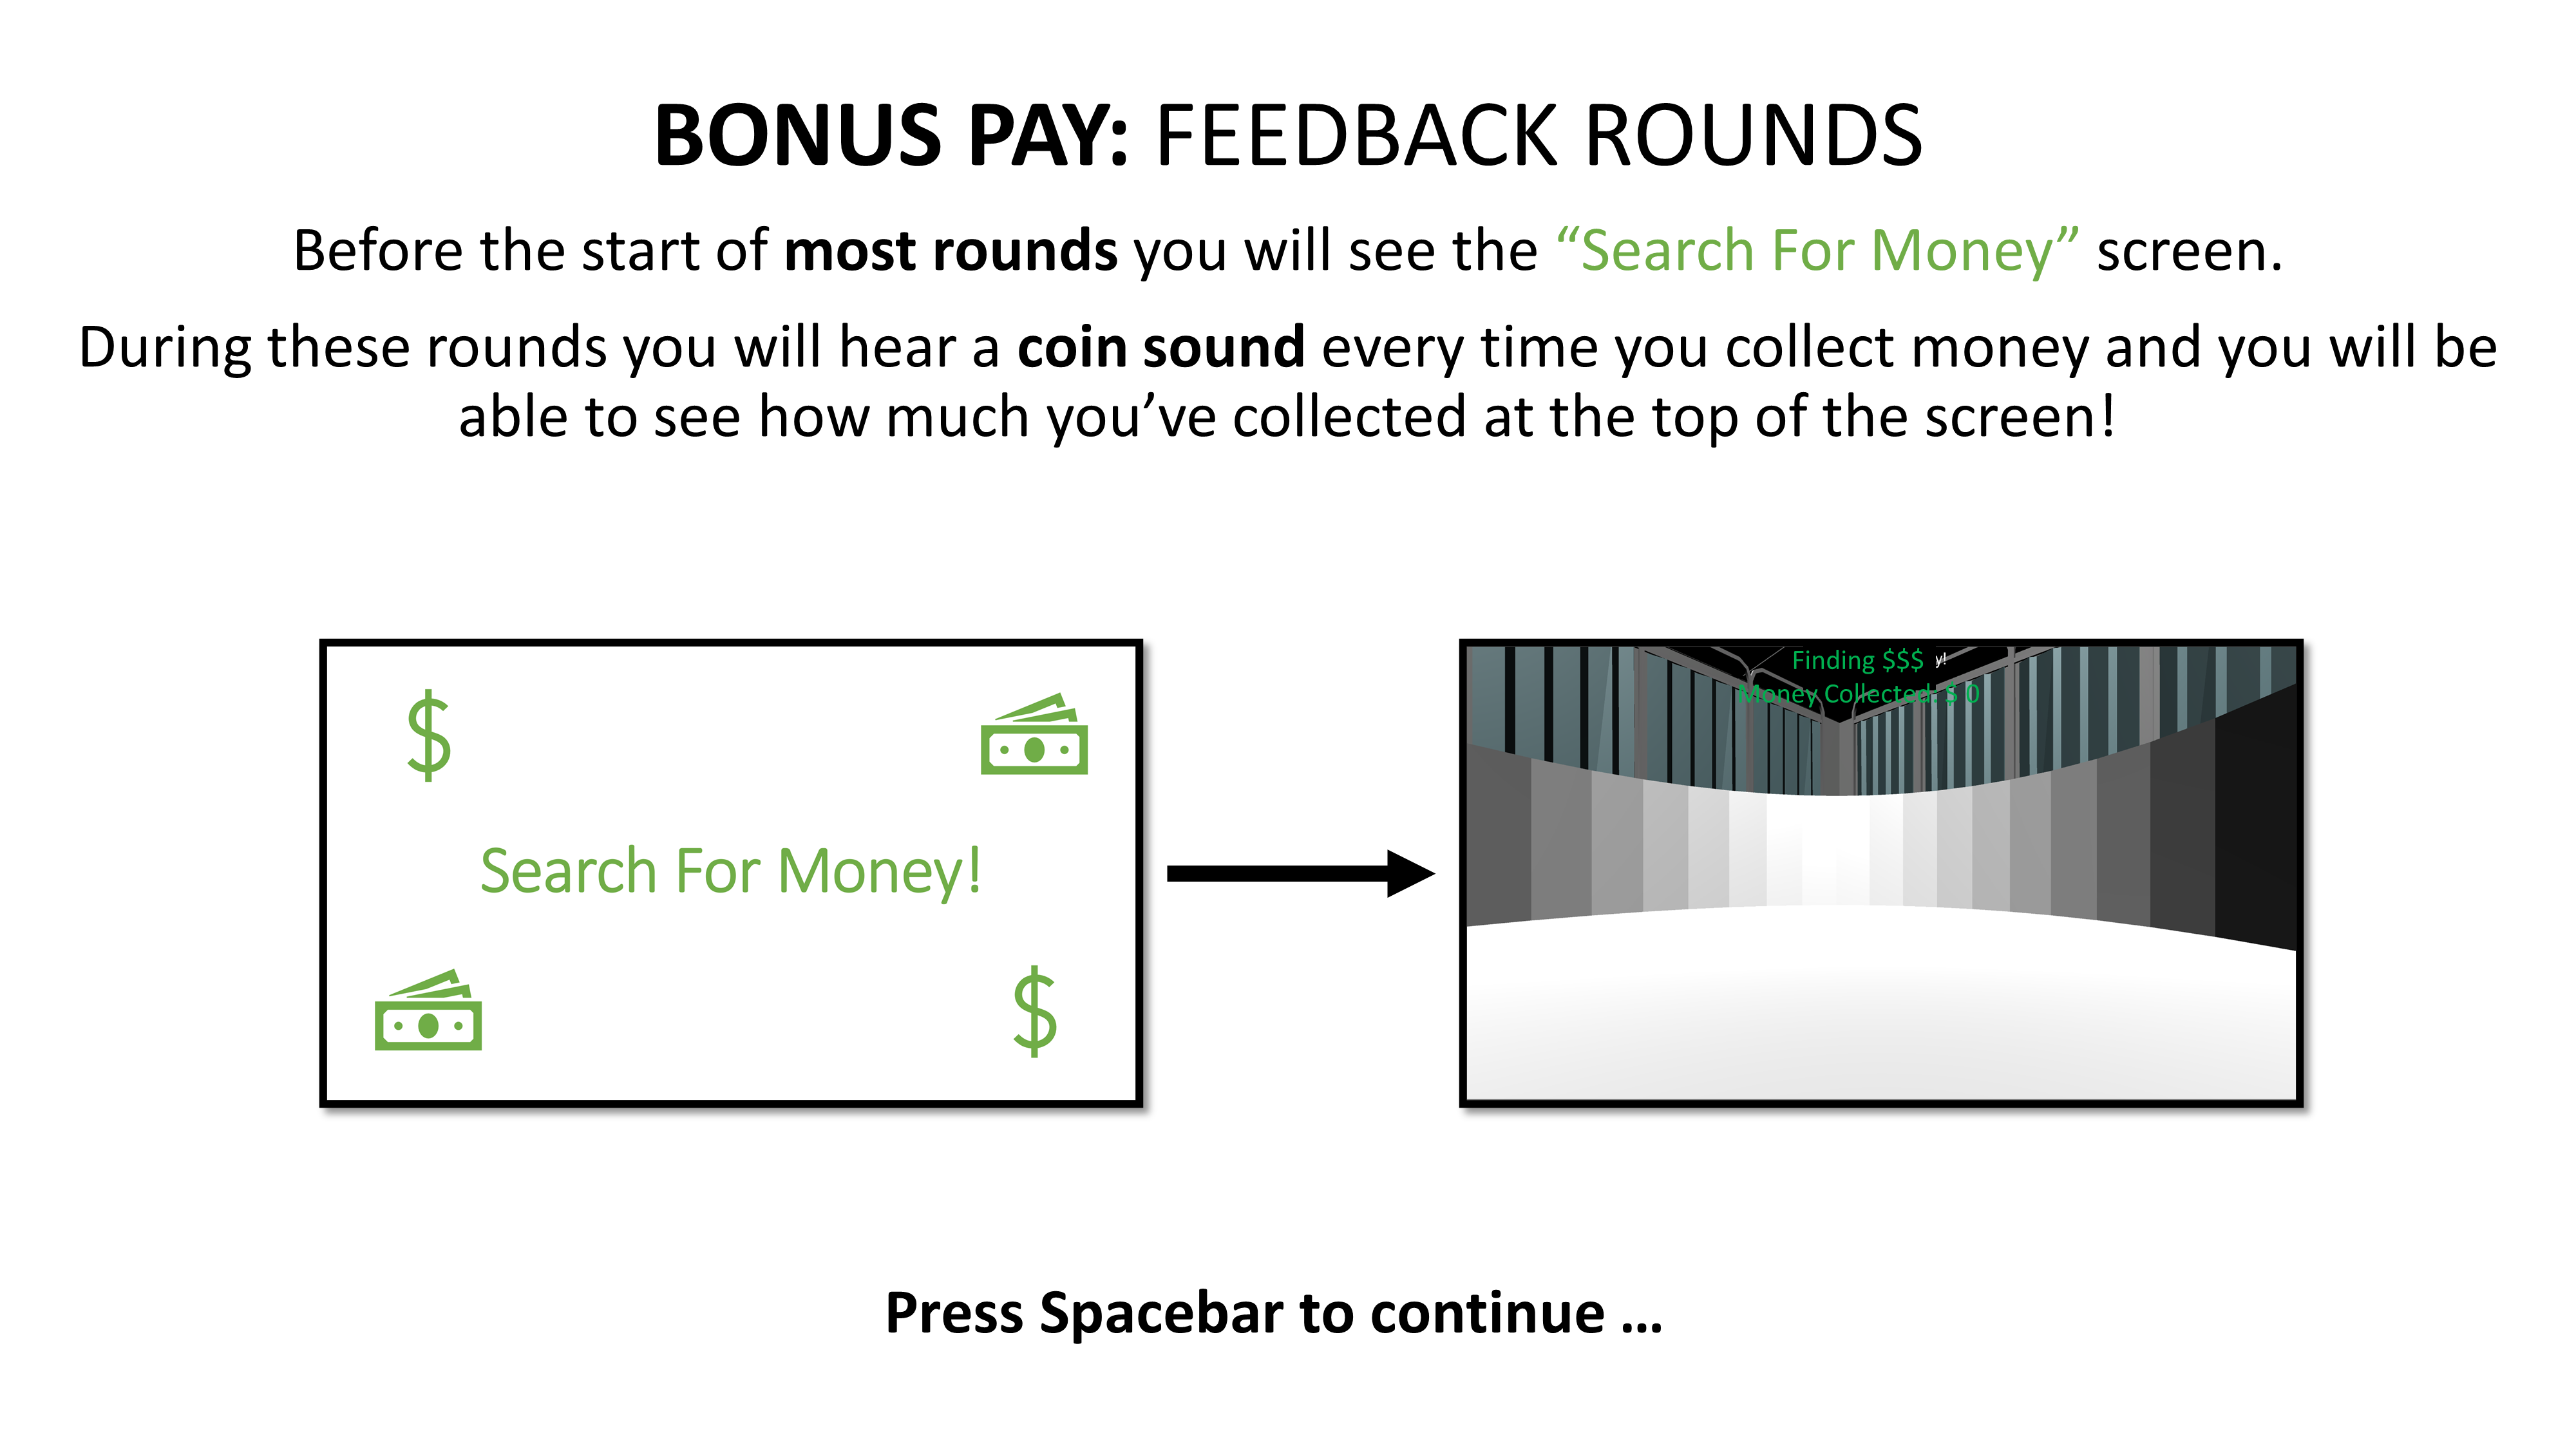 BONUS PAY: FEEDBACK ROUNDS
Before the start of most rounds you will see the “Search For Money” screen.
During these rounds you will hear a coin sound every time you collect money and you will be
able to see how much you’ve collected at the top of the screen!
$
Search For Money!
$
Finding $$$ y!
Money Collected: $ 0
Press Spacebar to continue ...